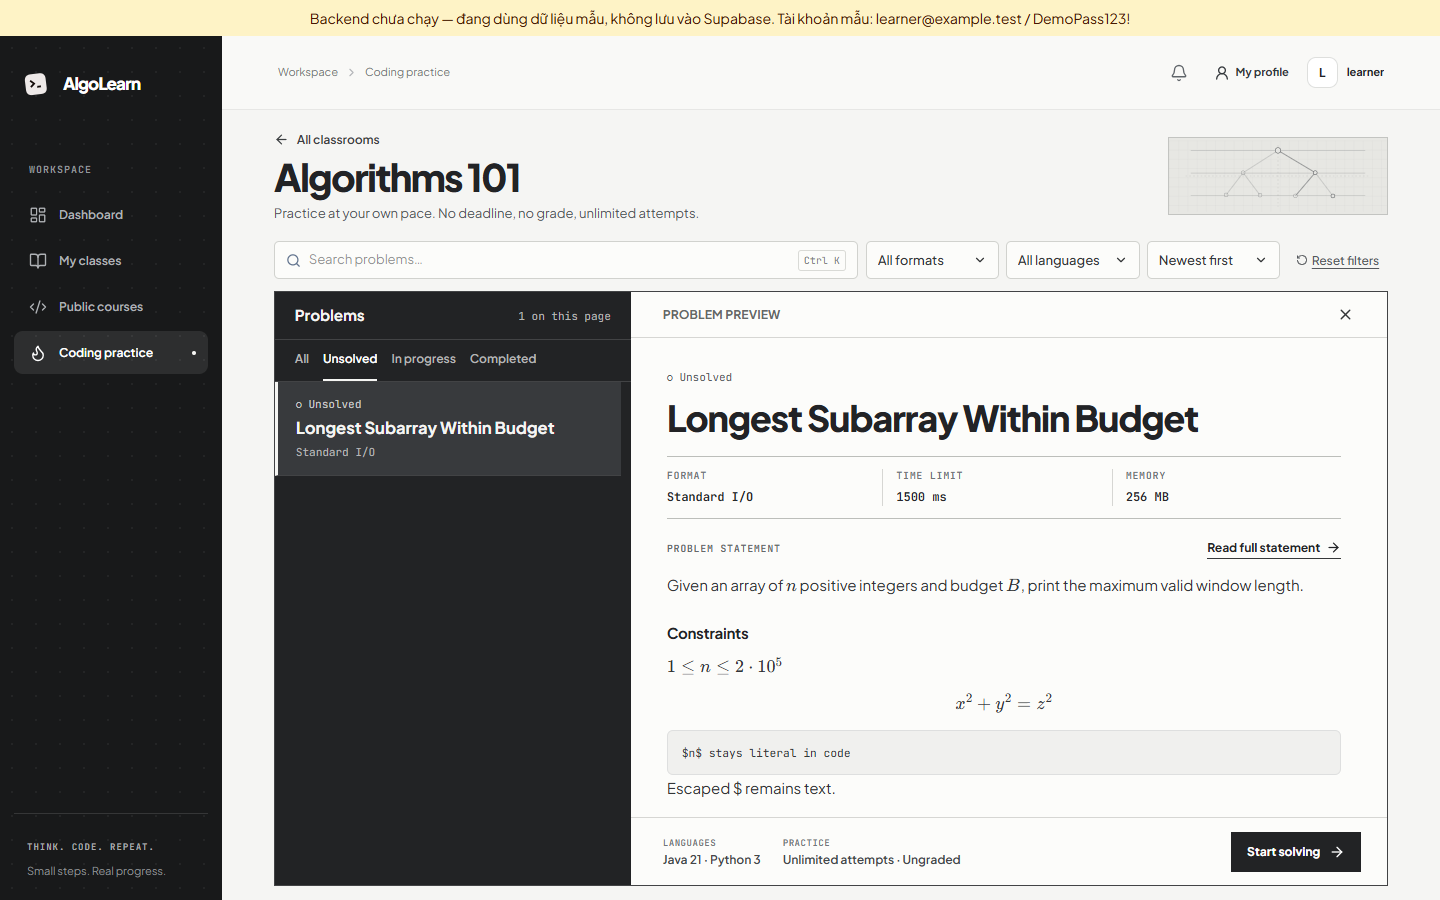 Backend chưa chạy — đang dùng dữ liệu mẫu, không lưu vào Supabase. Tài khoản mẫu: learner@example.test / DemoPass123!
AlgoLearn
WORKSPACE
Dashboard
My classes
Public courses
Coding practice
THINK. CODE. REPEAT.
Small steps. Real progress.
Workspace > Coding practice
My profile
L
learner
← All classrooms
Algorithms 101
Practice at your own pace. No deadline, no grade, unlimited attempts.
Search problems…
Ctrl K
All formats
All languages
Newest first
Reset filters
Problems
1 on this page
All Unsolved In progress Completed
○ Unsolved
Longest Subarray Within Budget
Standard I/O
PROBLEM PREVIEW
○ Unsolved
Longest Subarray Within Budget
FORMAT
Standard I/O
TIME LIMIT
1500 ms
MEMORY
256 MB
PROBLEM STATEMENT
Read full statement →
Given an array of n positive integers and budget B, print the maximum valid window length.
Constraints
1 ≤ n ≤ 2 · 10⁵
x² + y² = z²
$n$ stays literal in code
Escaped $ remains text.
LANGUAGES
Java 21 · Python 3
PRACTICE
Unlimited attempts · Ungraded
Start solving →